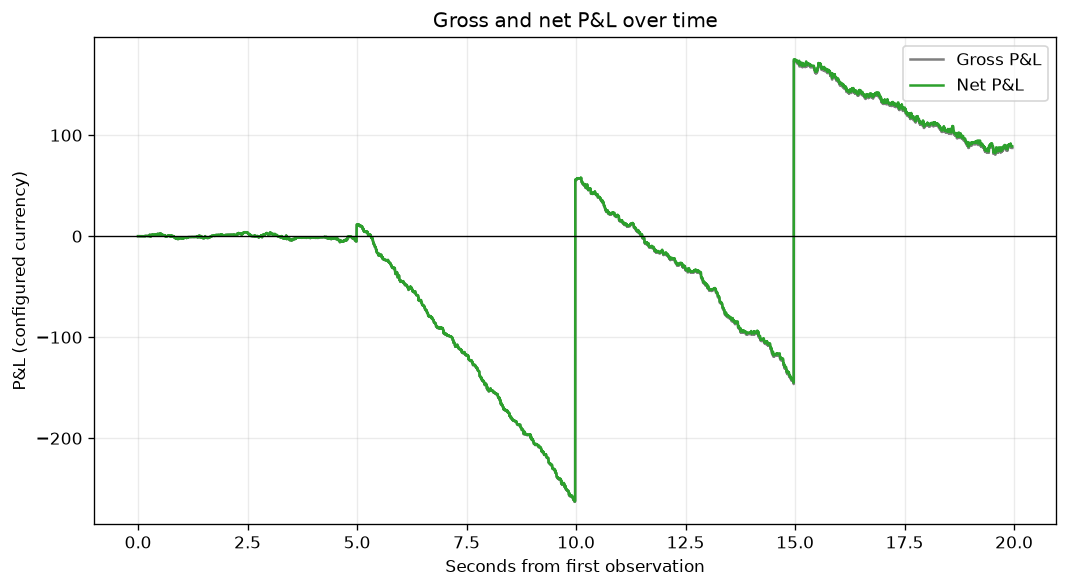 Gross and net P&L over time
Gross P&L
Net P&L
P&L (configured currency)
100
0
−100
−200
0.0 2.5 5.0 7.5 10.0 12.5 15.0 17.5 20.0
Seconds from first observation